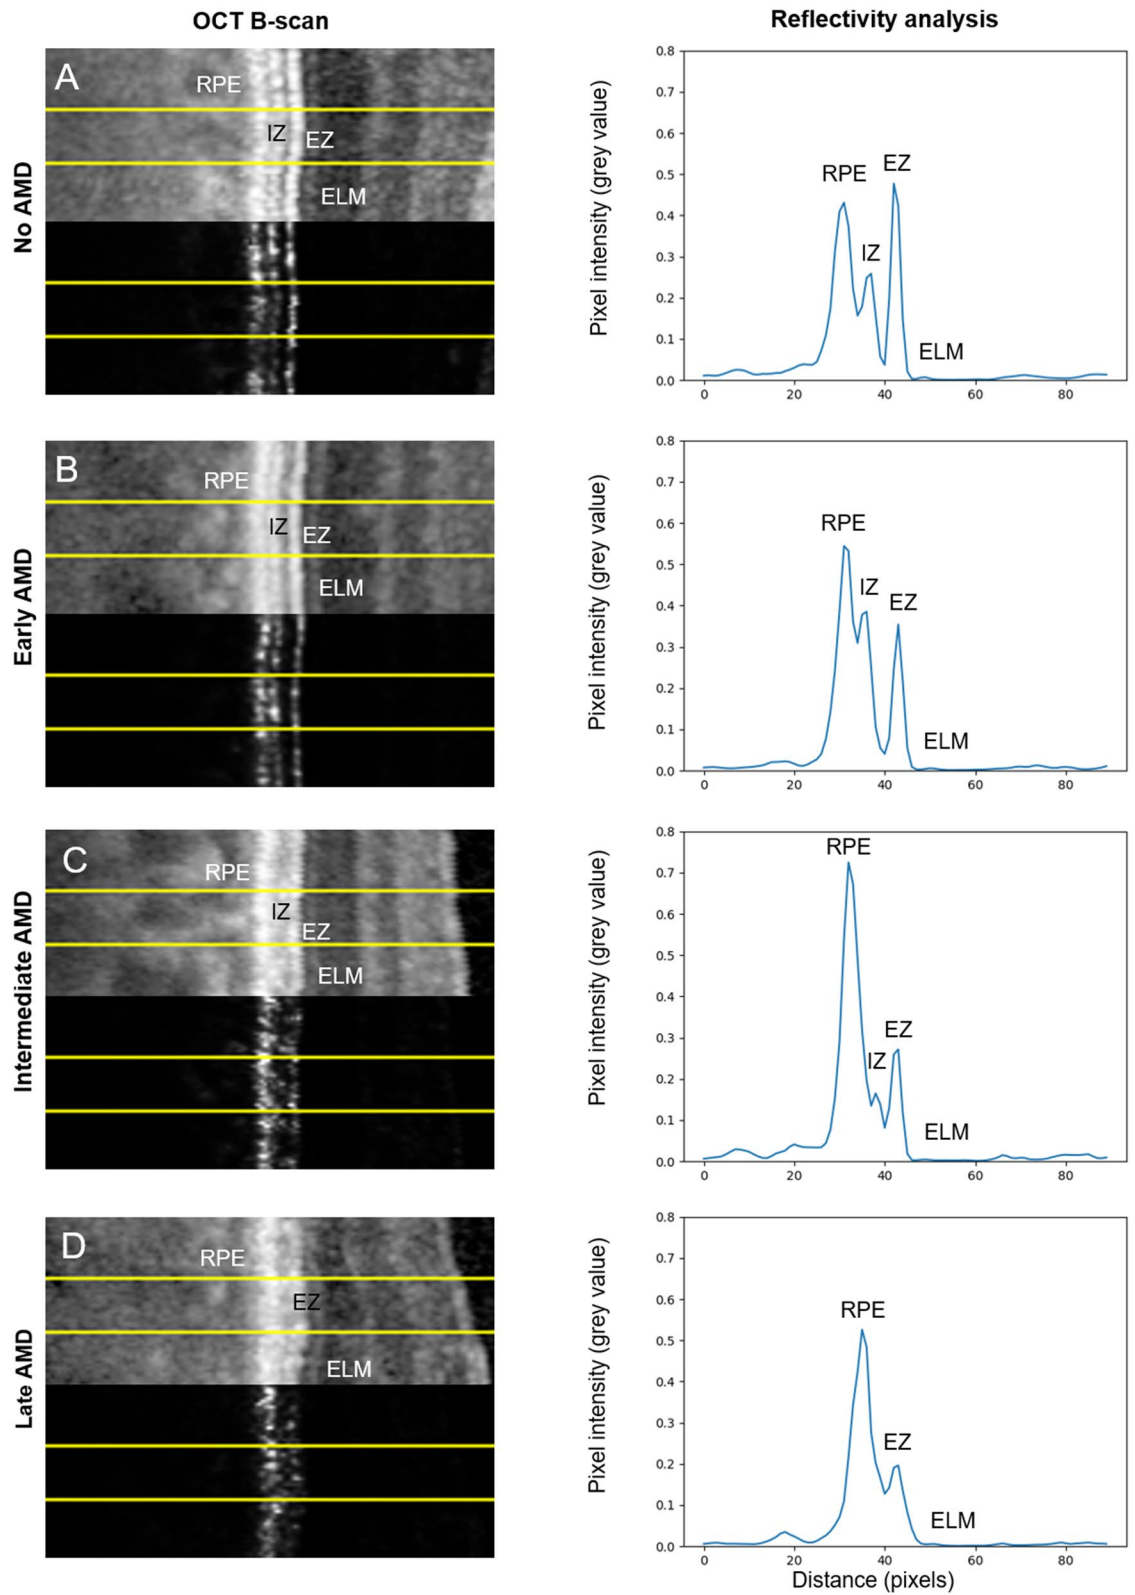 OCT B-scan
Reflectivity analysis
No AMD
A
RPE
IZ
EZ
ELM
Pixel intensity (grey value)
0.8
0.7
0.6
0.5
0.4
0.3
0.2
0.1
0.0
RPE
IZ
EZ
ELM
0 20 40 60 80
Early AMD
B
RPE
IZ
EZ
ELM
Pixel intensity (grey value)
0.8
0.7
0.6
0.5
0.4
0.3
0.2
0.1
0.0
RPE
IZ
EZ
ELM
0 20 40 60 80
Intermediate AMD
C
RPE
IZ
EZ
ELM
Pixel intensity (grey value)
0.8
0.7
0.6
0.5
0.4
0.3
0.2
0.1
0.0
RPE
IZ
EZ
ELM
0 20 40 60 80
Late AMD
D
RPE
EZ
ELM
Pixel intensity (grey value)
0.8
0.7
0.6
0.5
0.4
0.3
0.2
0.1
0.0
RPE
EZ
ELM
0 20 40 60 80
Distance (pixels)